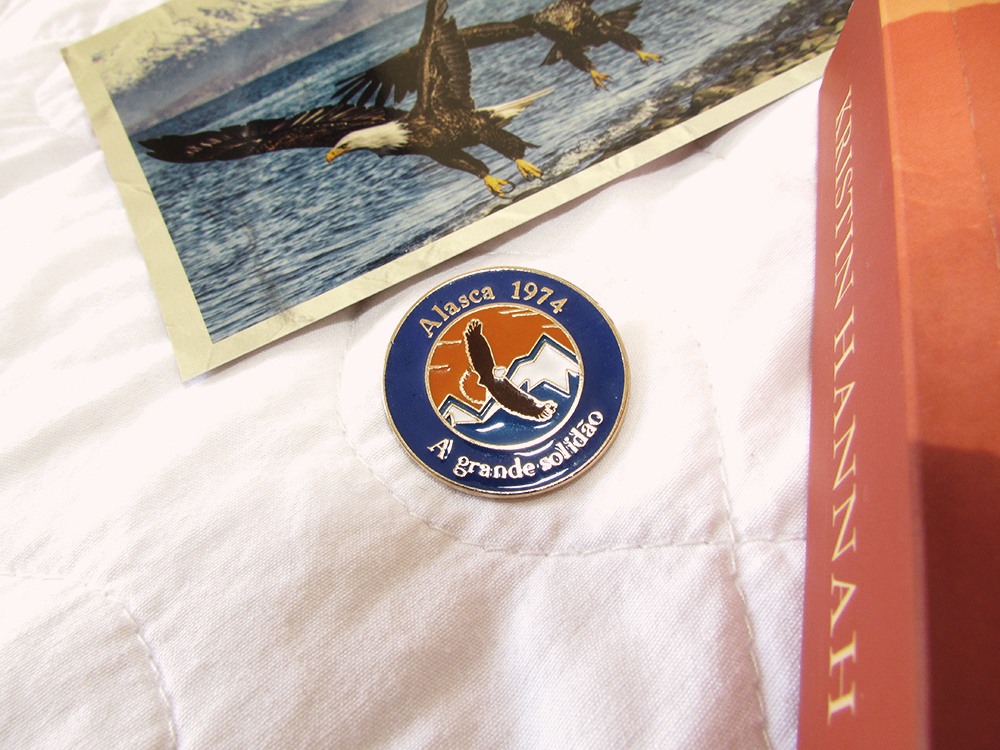 Alasca 1974
A grande solidão
KRISTIN HANNAH